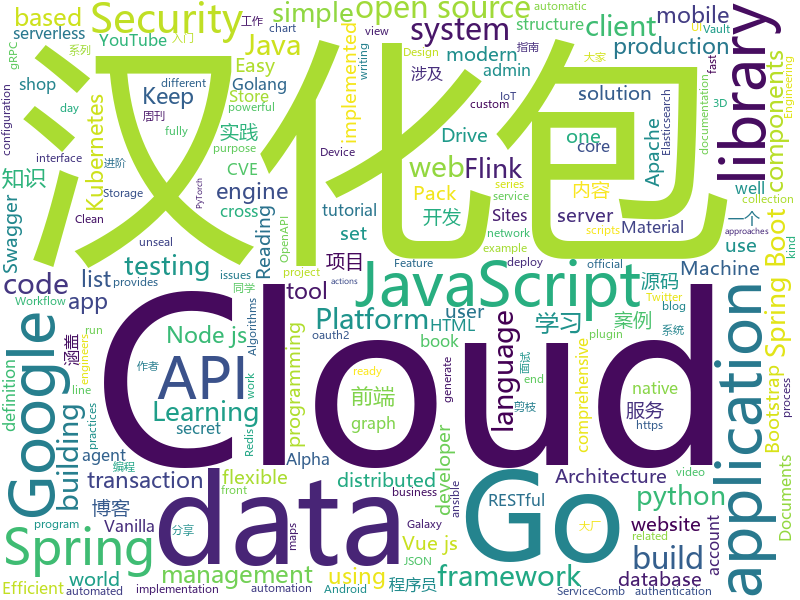 based Security simple open source mobile 工作 automatic
serverless YouTube Java system client structure view chart Vault
gRPC 系列 入门 Easy modern production 指南 大家 UI
shop Golang admin Design
Store implemented 涉及 writing IoT fast Engineering
configuration day powerful library
Kubernetes Keep solution custom 3D
different 汉化包 core Elasticsearch
fully 周刊 实践 Drive one components documentation
interface purpose CVE web Flink Apache
知识 进阶 engine Pack 内容 Device series
Storage cross tutorial 开发 server service well collection
Swagger PyTorch OpenAPI Reading set Sites Material 一个 scripts
Clean unseal project 项目 network example use kind
code list testing issues provides Feature deploy official 源码 Machine Spring Boot
app tool JavaScript user
Workflow 同学 Platform HTML 学习 案例 approaches
Google 涵盖 Node js Algorithms oauth2 book language plugin Twitter blog 系统
definition run engineers Cloud API programming native
line 作者 Learning work 前端 generate 服务 面试 ready
building practices secret graph end 剪枝 comprehensive Bootstrap
Redis actions https application
data Go
transaction agent Alpha distributed developer RESTful Architecture process
博客 编程 flexible python
Spring Vanilla Vue js business website account Documents
program front ansible database
world 分享 video 大厂
automated management using framework build related
Efficient implementation Android maps automation JSON 程序员 Galaxy ServiceComb authentication